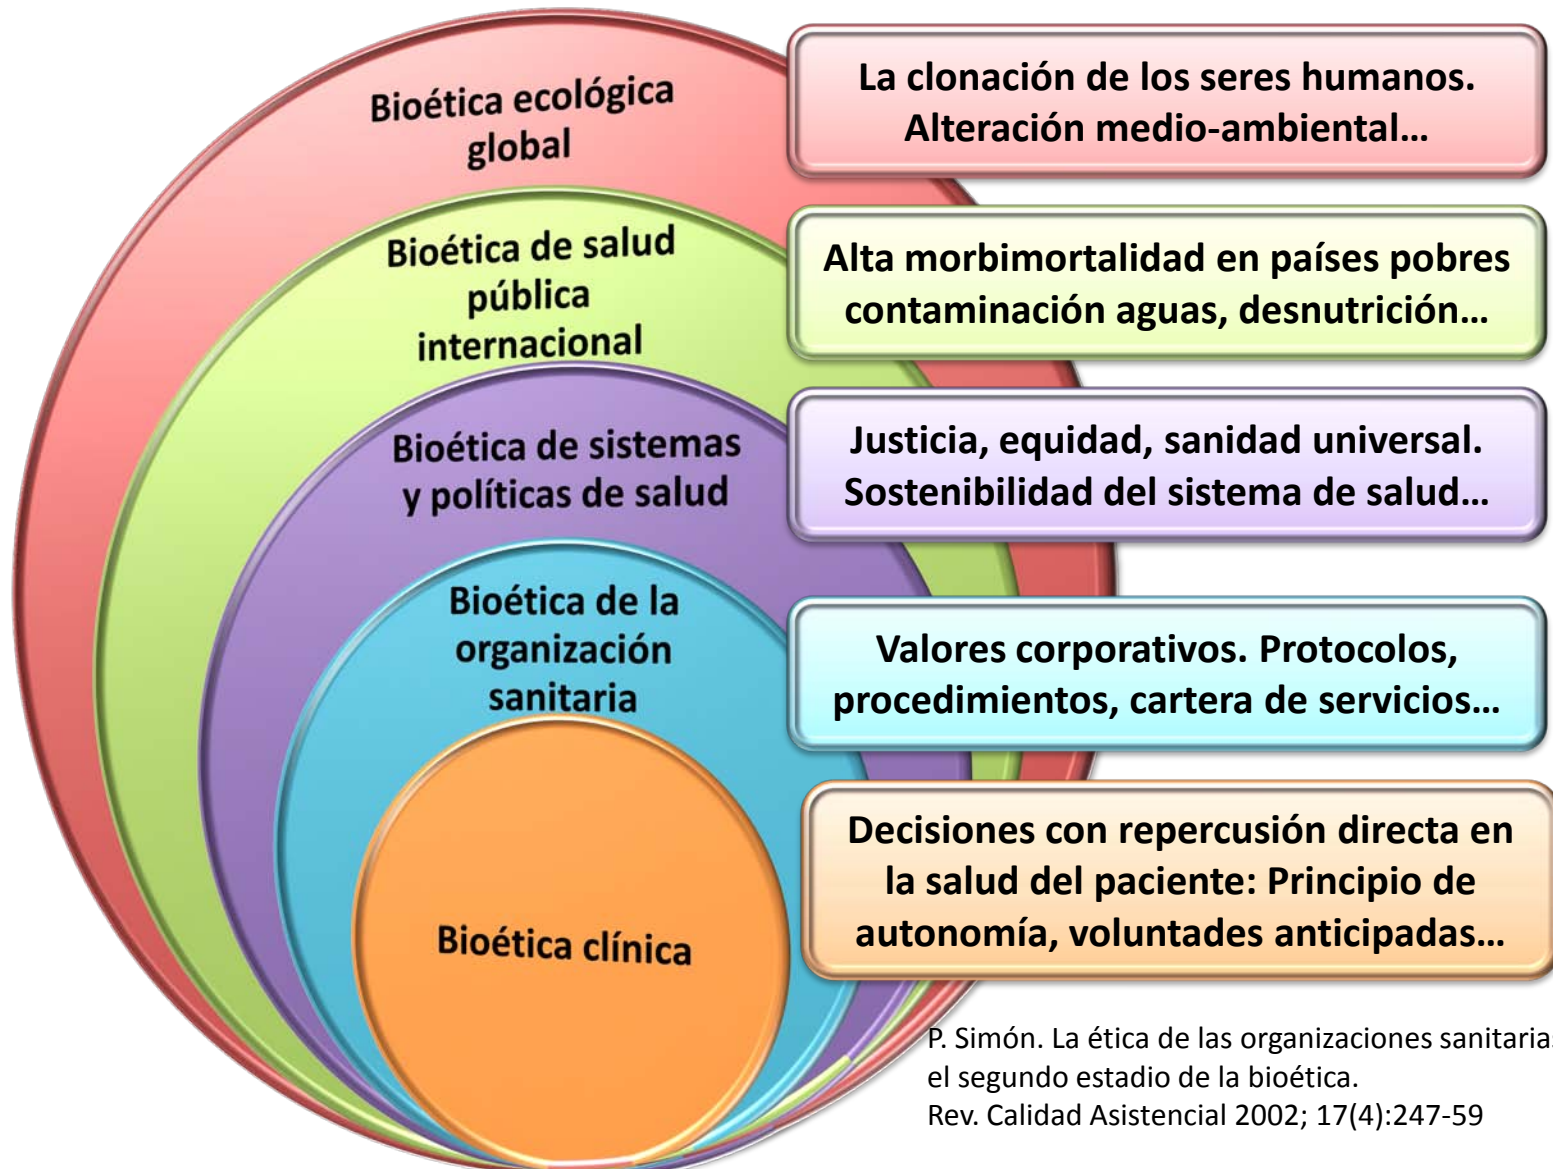 Bioética ecológica
global
La clonación de los seres humanos.
Alteración medio-ambiental...
Bioética de salud
pública
internacional
Alta morbimortalidad en países pobres
contaminación aguas, desnutrición...
Bioética de sistemas
y políticas de salud
Justicia, equidad, sanidad universal.
Sostenibilidad del sistema de salud...
Bioética de la
organización
sanitaria
Valores corporativos. Protocolos,
procedimientos, cartera de servicios...
Bioética clínica
Decisiones con repercusión directa en
la salud del paciente: Principio de
autonomía, voluntades anticipadas...
P. Simón. La ética de las organizaciones sanitarias
el segundo estadio de la bioética.
Rev. Calidad Asistencial 2002; 17(4):247-59